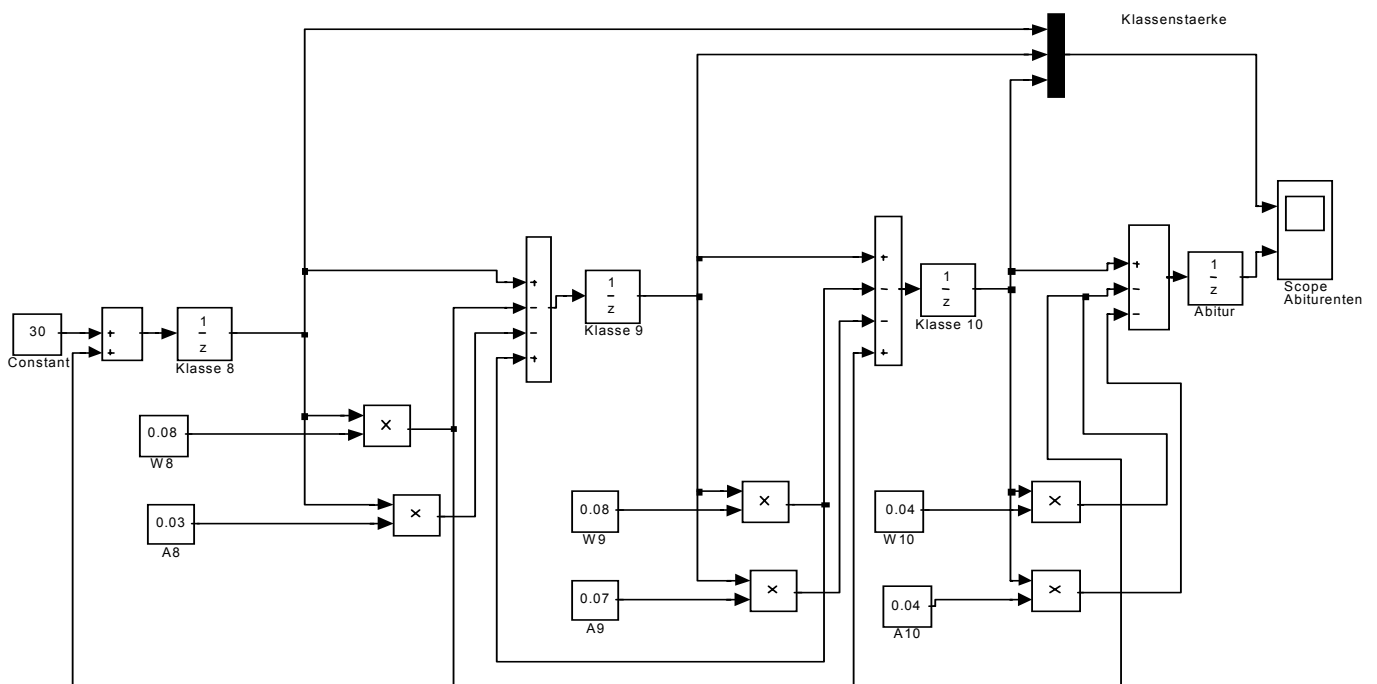 Klassenstaerke
Scope
Abiturenten
1
z
Abitur
1
z
Klasse 10
1
z
Klasse 9
1
z
Klasse 8
30
Constant
+
+
+
-
-
+
+
-
-
+
+
-
-
0.08
W8
×
0.03
A8
×
0.08
W9
×
0.07
A9
×
0.04
W10
×
0.04
A10
×